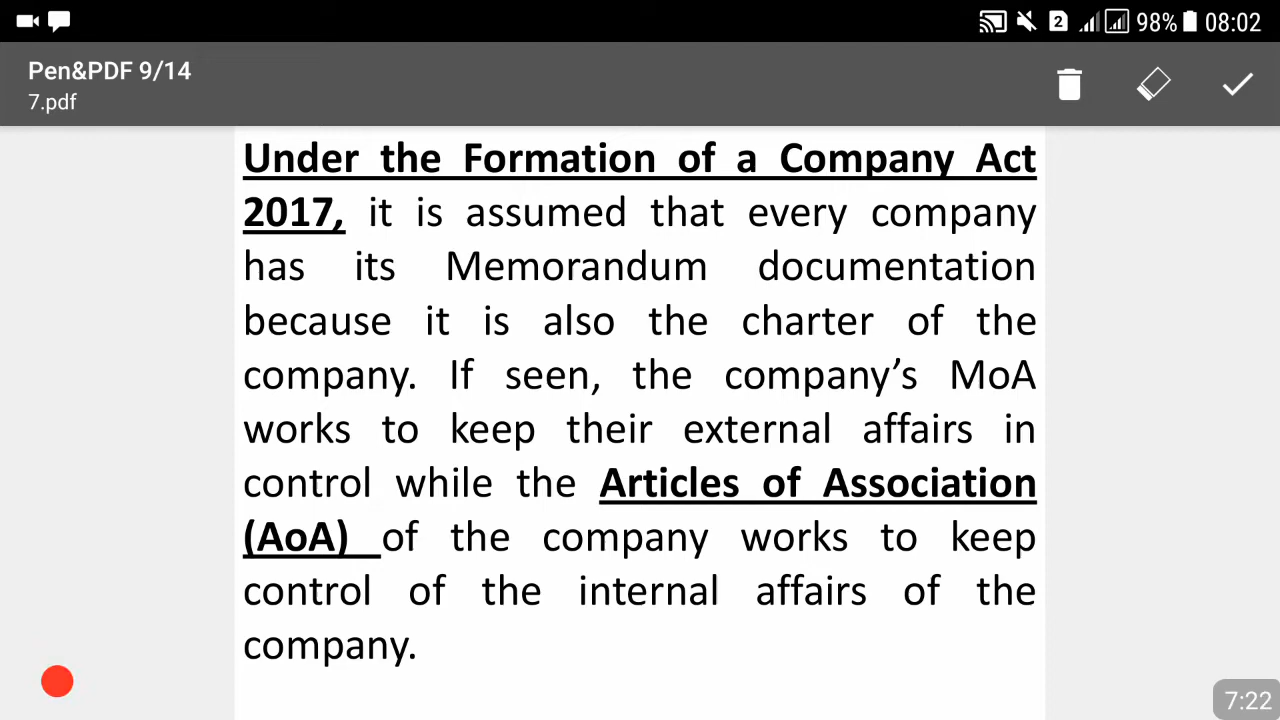 2 98% 08:02
Pen&PDF 9/14
7.pdf
Under the Formation of a Company Act
2017, it is assumed that every company
has its Memorandum documentation
because it is also the charter of the
company. If seen, the company’s MoA
works to keep their external affairs in
control while the Articles of Association
(AoA) of the company works to keep
control of the internal affairs of the
company.
7:22